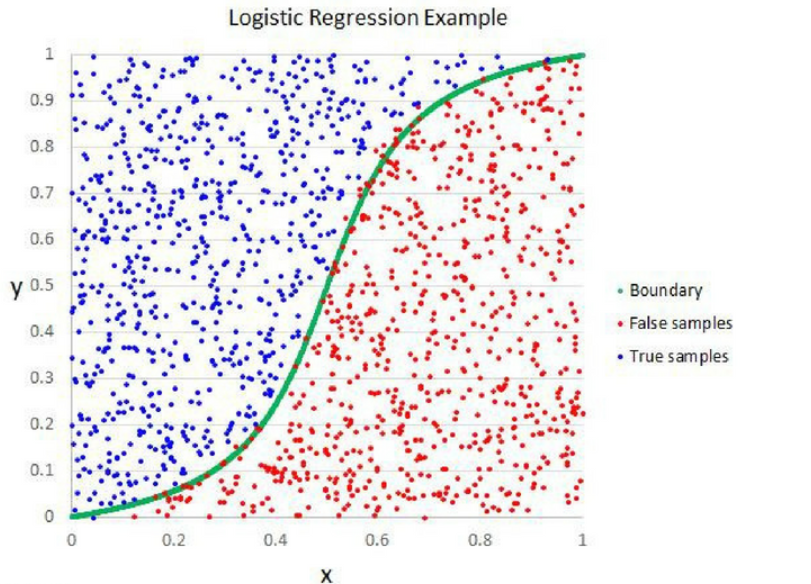 Logistic Regression Example
1
0.9
0.8
0.7
0.6
y
0.5
0.4
0.3
0.2
0.1
0
0 0.2 0.4 0.6 0.8 1
x
Boundary
False samples
True samples